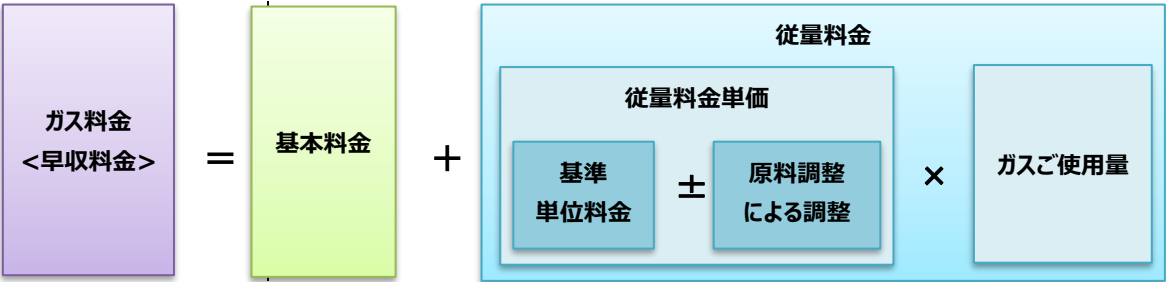 ガス料金
<早収料金>
＝
基本料金
＋
従量料金
従量料金単価
基準
単位料金
±
原料調整
による調整
×
ガスご使用量